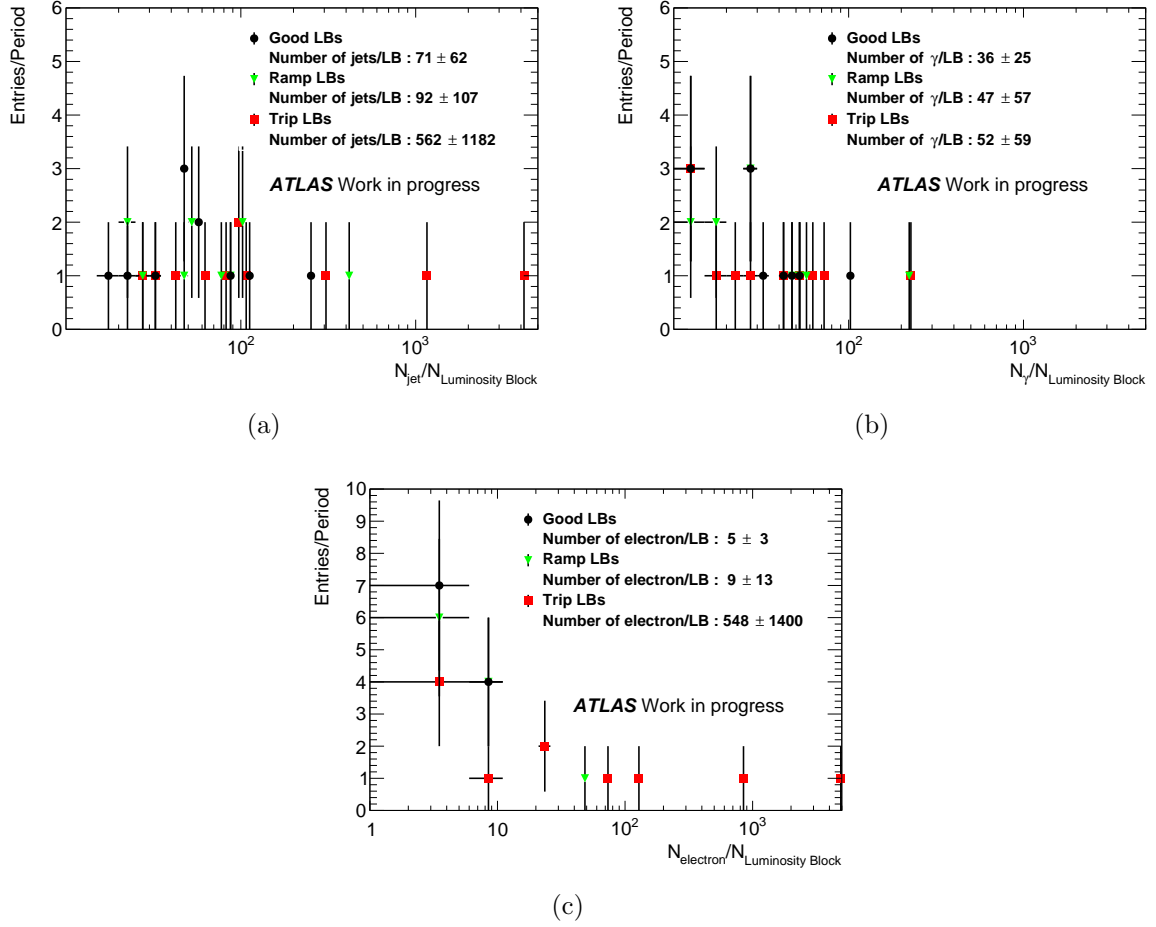 Entries/Period
6
5
4
3
2
1
0
Good LBs
Number of jets/LB : 71 ± 62
Ramp LBs
Number of jets/LB : 92 ± 107
Trip LBs
Number of jets/LB : 562 ± 1182
ATLAS Work in progress
10² 10³
N_jet/N_Luminosity Block
(a)
Entries/Period
6
5
4
3
2
1
0
Good LBs
Number of γ/LB : 36 ± 25
Ramp LBs
Number of γ/LB : 47 ± 57
Trip LBs
Number of γ/LB : 52 ± 59
ATLAS Work in progress
10² 10³
N_γ/N_Luminosity Block
(b)
Entries/Period
10
9
8
7
6
5
4
3
2
1
0
Good LBs
Number of electron/LB : 5 ± 3
Ramp LBs
Number of electron/LB : 9 ± 13
Trip LBs
Number of electron/LB : 548 ± 1400
ATLAS Work in progress
1 10 10² 10³
N_electron/N_Luminosity Block
(c)